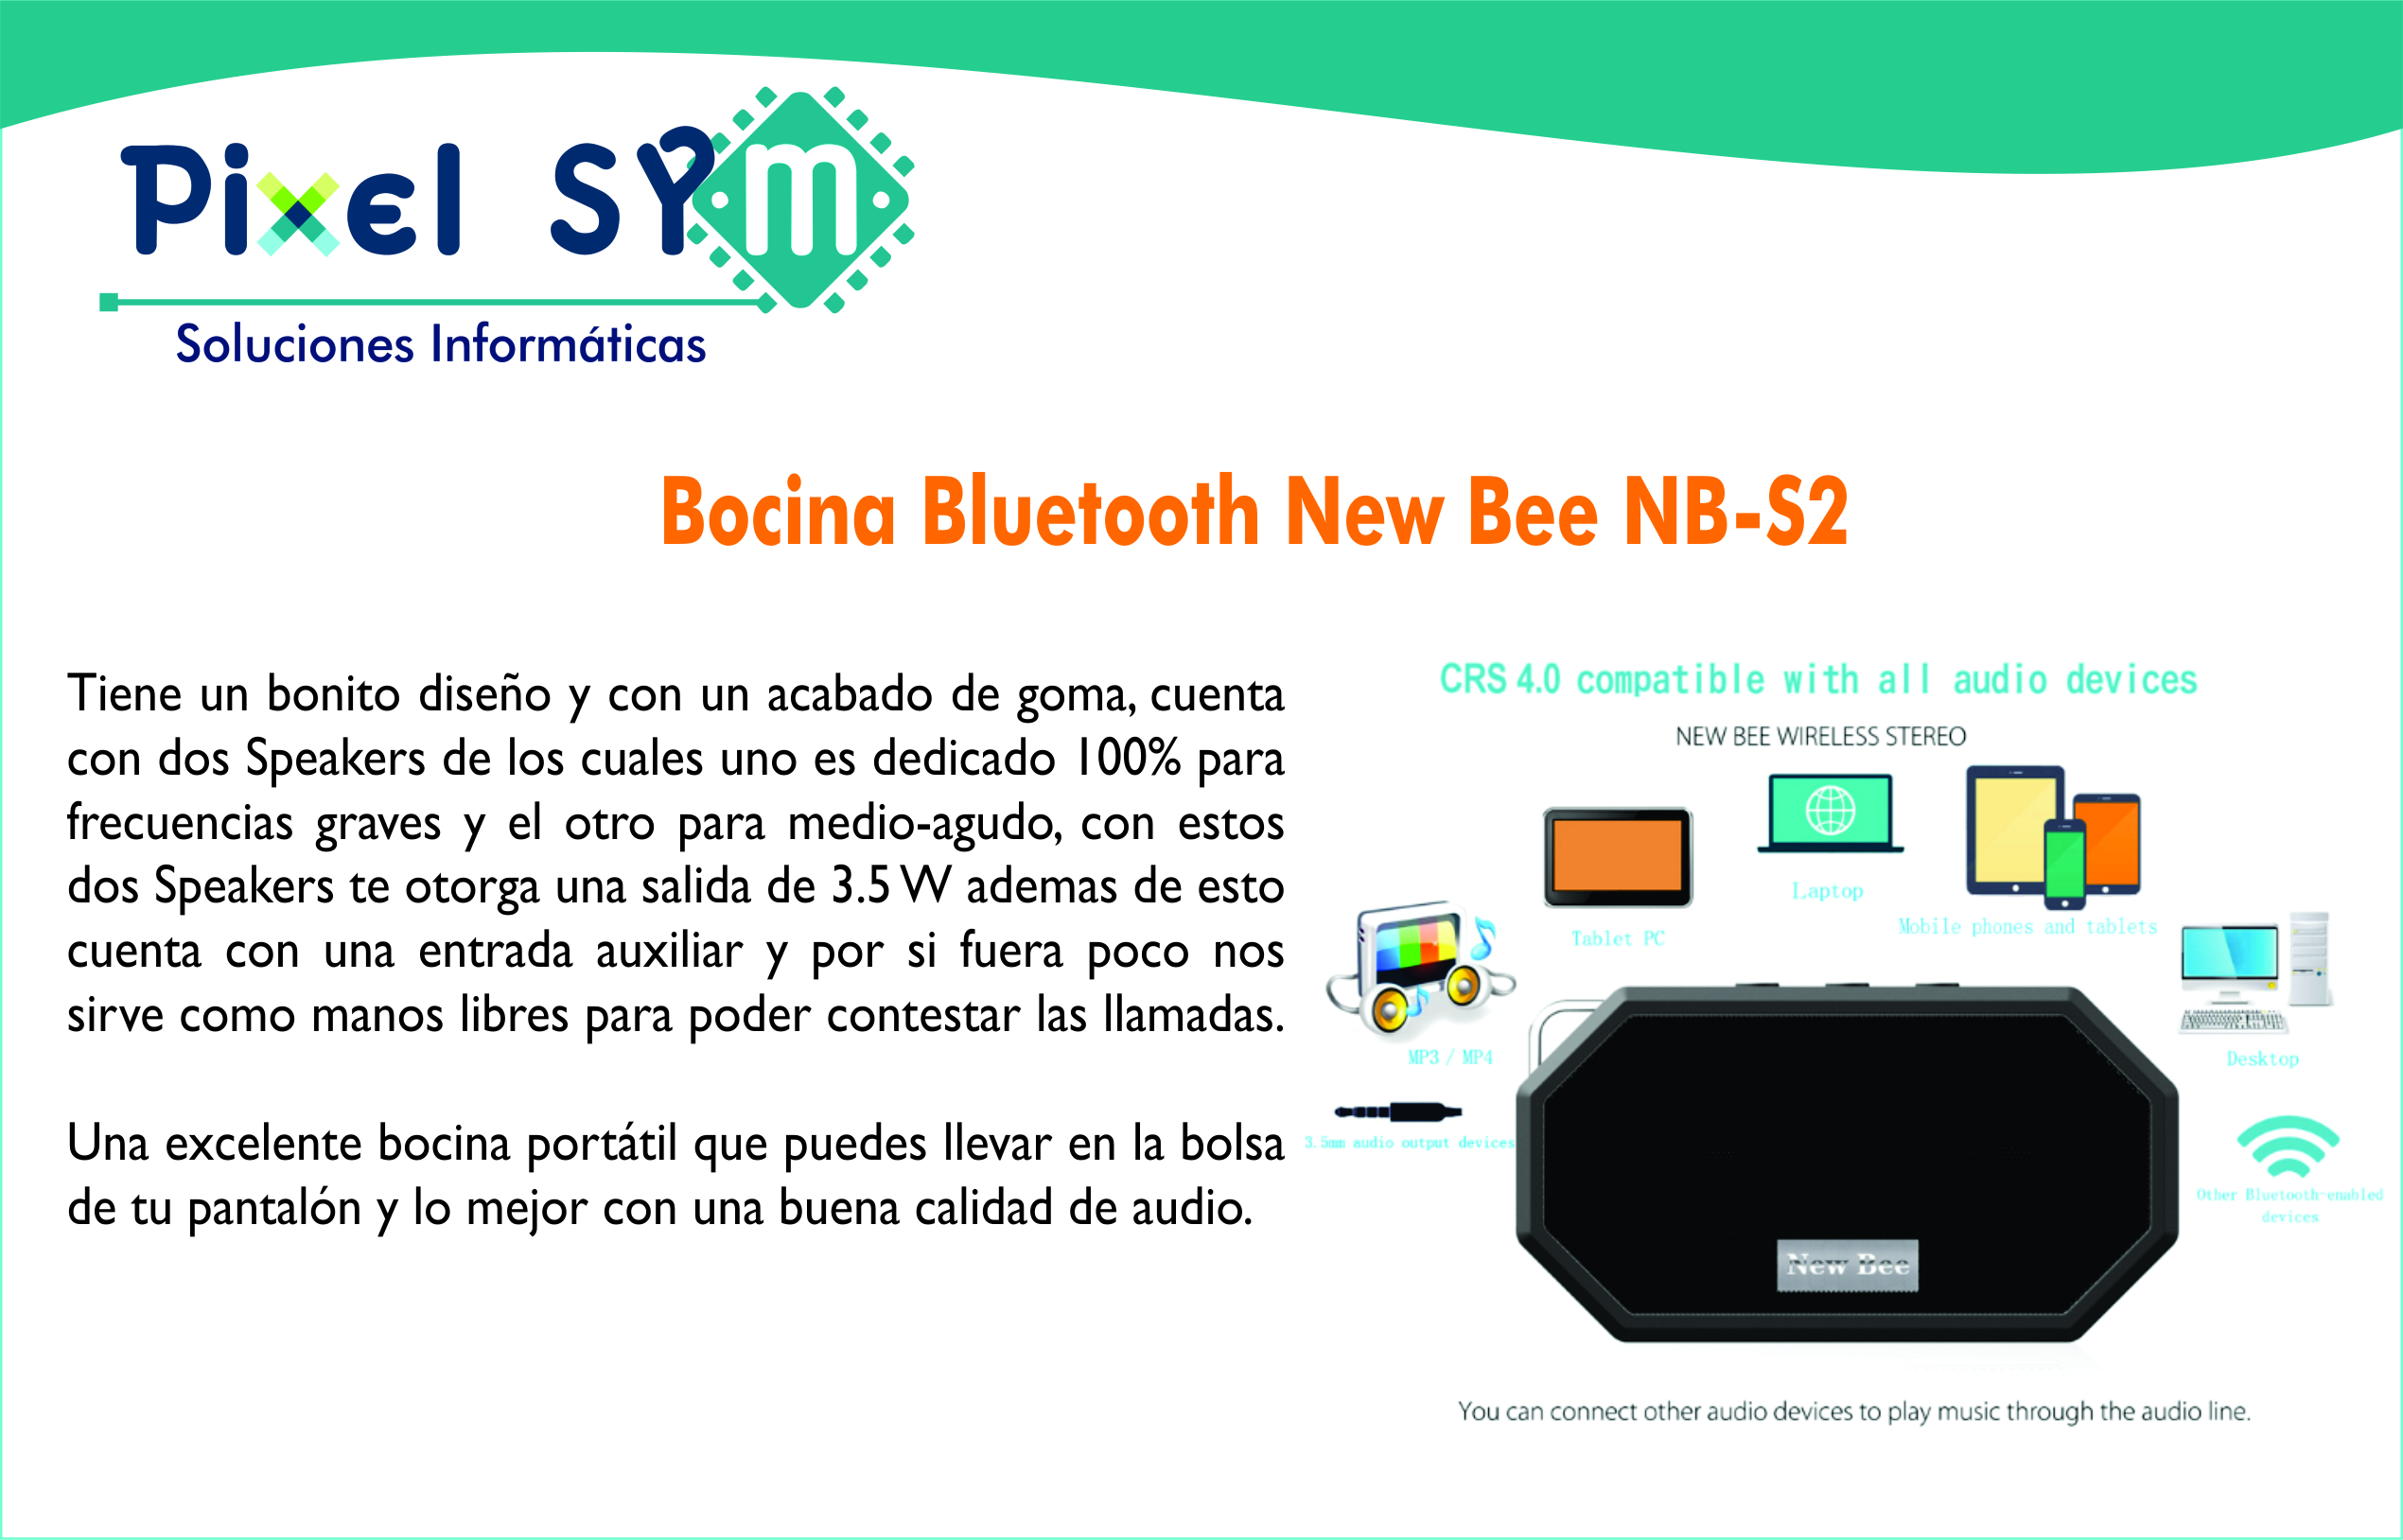 Pixel SYm
Soluciones Informáticas
Bocina Bluetooth New Bee NB-S2
Tiene un bonito diseño y con un acabado de goma, cuenta
con dos Speakers de los cuales uno es dedicado 100% para
frecuencias graves y el otro para medio-agudo, con estos
dos Speakers te otorga una salida de 3.5 W ademas de esto
cuenta con una entrada auxiliar y por si fuera poco nos
sirve como manos libres para poder contestar las llamadas.
Una excelente bocina portátil que puedes llevar en la bolsa
de tu pantalón y lo mejor con una buena calidad de audio.
CRS 4.0 compatible with all audio devices
NEW BEE WIRELESS STEREO
Laptop
Mobile phones and tablets
Tablet PC
MP3 / MP4
Desktop
3.5mm audio output devices
Other Bluetooth-enabled
devices
New Bee
You can connect other audio devices to play music through the audio line.